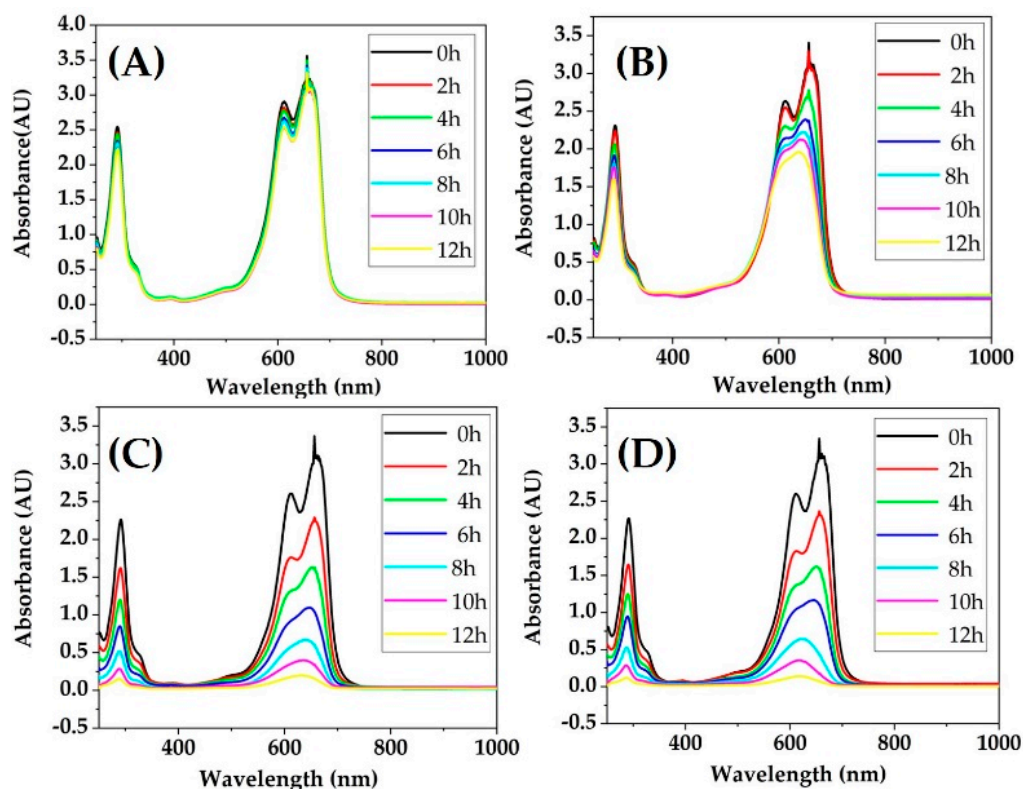 (A)
Absorbance(AU)
4.0
3.5
3.0
2.5
2.0
1.5
1.0
0.5
0.0
-0.5
0h
2h
4h
6h
8h
10h
12h
400 600 800 1000
Wavelength (nm)
(B)
Absorbance (AU)
3.5
3.0
2.5
2.0
1.5
1.0
0.5
0.0
-0.5
0h
2h
4h
6h
8h
10h
12h
400 600 800 1000
Wavelength (nm)
(C)
Absorbance (AU)
3.5
3.0
2.5
2.0
1.5
1.0
0.5
0.0
-0.5
0h
2h
4h
6h
8h
10h
12h
400 600 800 1000
Wavelength (nm)
(D)
Absorbance (AU)
3.5
3.0
2.5
2.0
1.5
1.0
0.5
0.0
-0.5
0h
2h
4h
6h
8h
10h
12h
400 600 800 1000
Wavelength (nm)